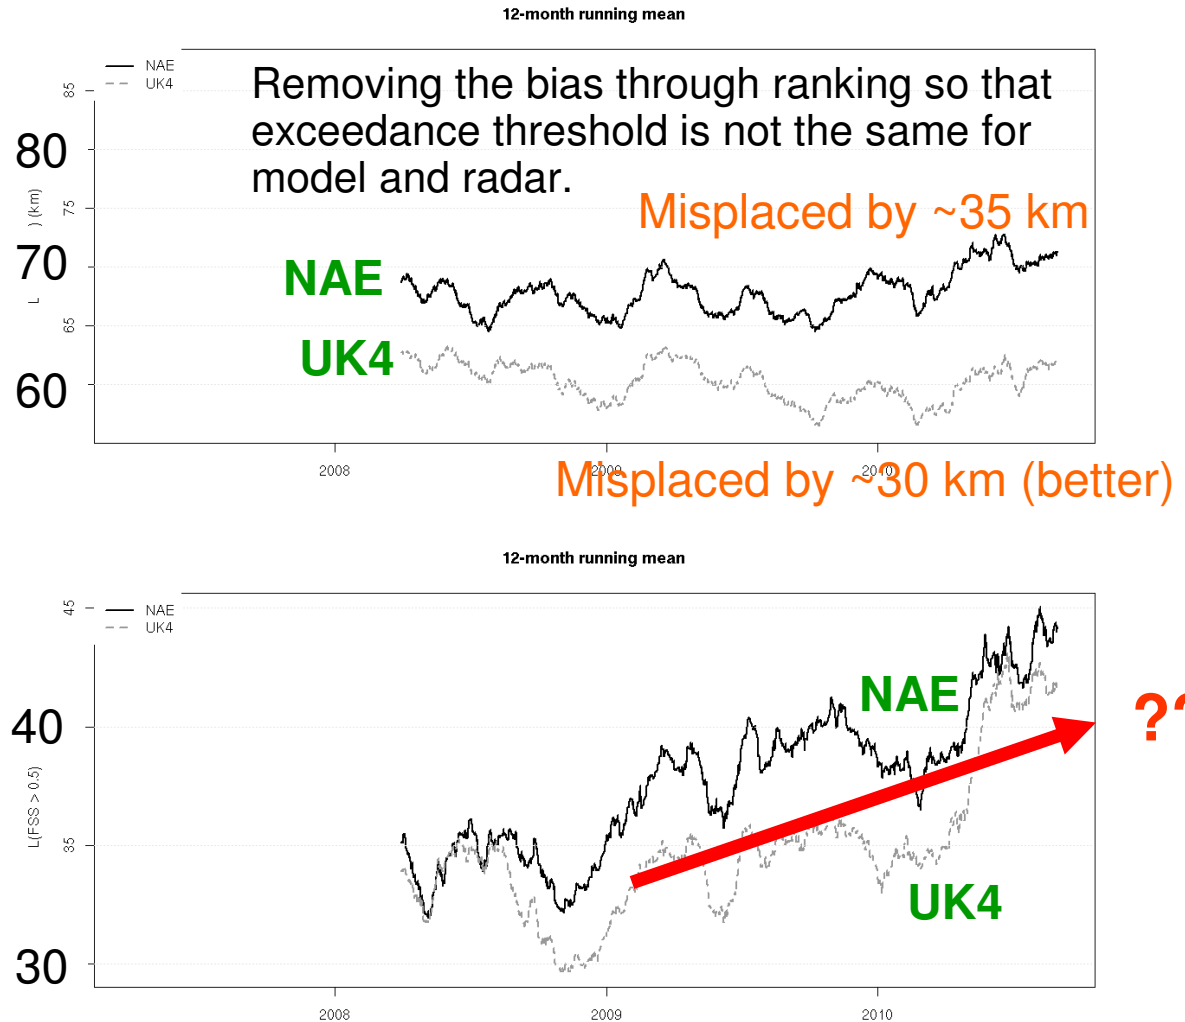 12-month running mean
NAE
UK4
Removing the bias through ranking so that
exceedance threshold is not the same for
model and radar.
Misplaced by ~35 km
85
80
75
70
65
60
L ) (km)
NAE
UK4
2008
2009
2010
Misplaced by ~30 km (better)
12-month running mean
NAE
UK4
45
40
35
30
L(FSS > 0.5)
NAE
UK4
??
2008
2009
2010